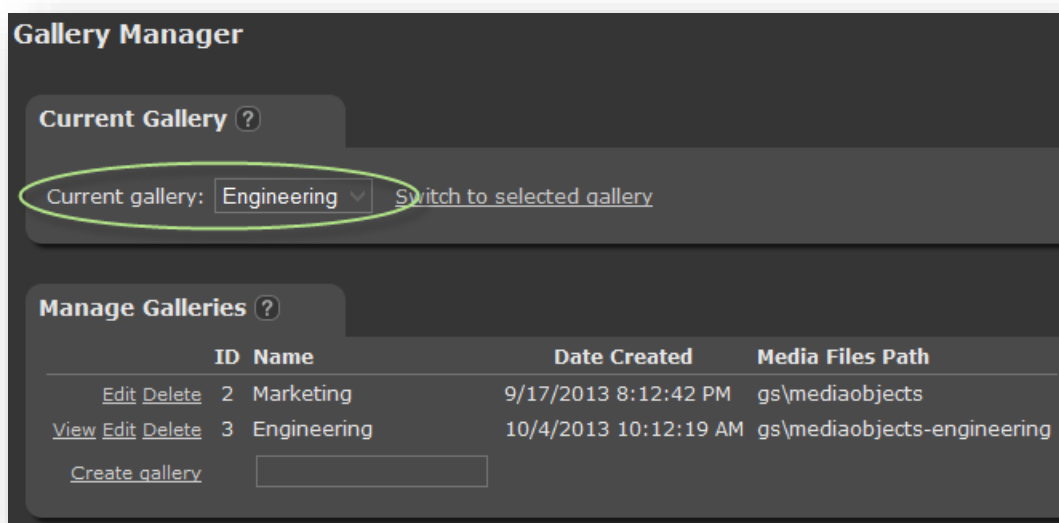 Gallery Manager
Current Gallery ?
Current gallery: Engineering Switch to selected gallery
Manage Galleries ?
ID Name Date Created Media Files Path
Edit Delete 2 Marketing 9/17/2013 8:12:42 PM gs\mediaobjects
View Edit Delete 3 Engineering 10/4/2013 10:12:19 AM gs\mediaobjects-engineering
Create gallery